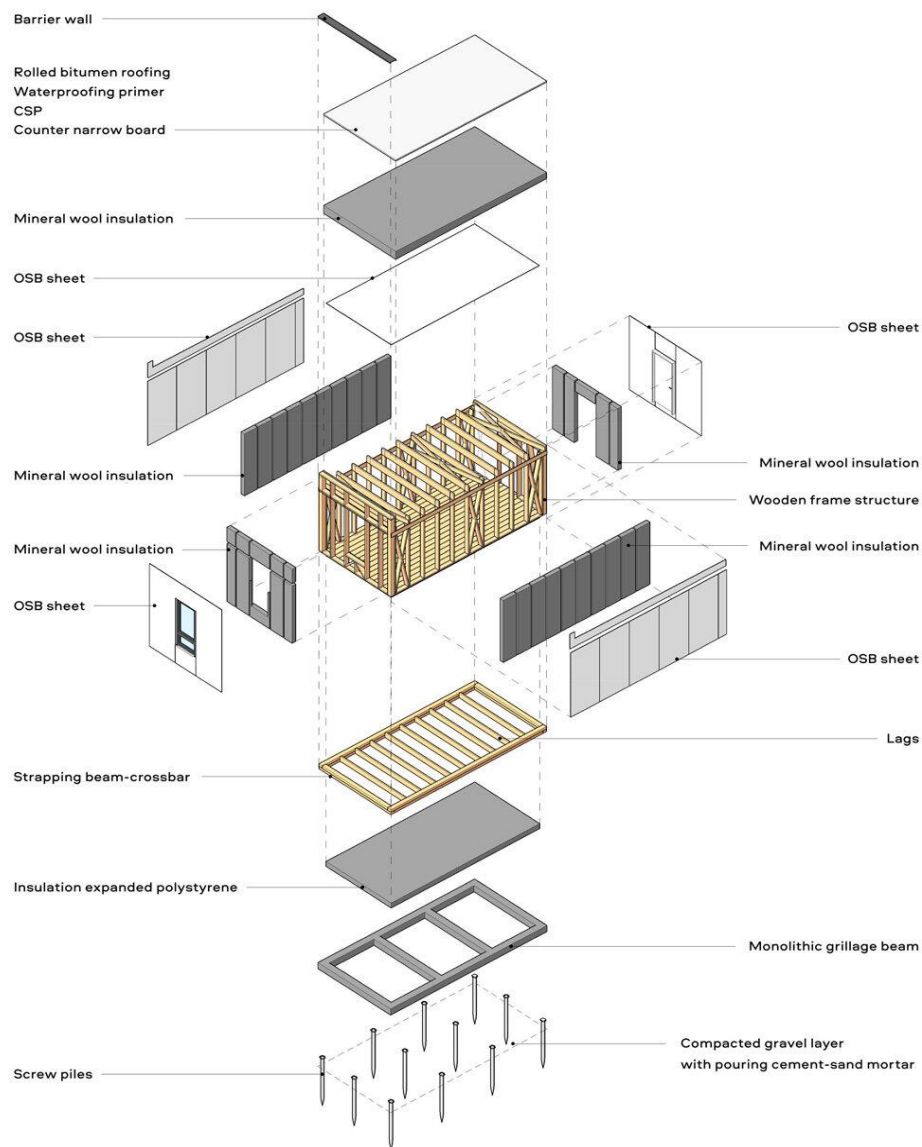 Barrier wall
Rolled bitumen roofing
Waterproofing primer
CSP
Counter narrow board
Mineral wool insulation
OSB sheet
OSB sheet
OSB sheet
Mineral wool insulation
Mineral wool insulation
Wooden frame structure
Mineral wool insulation
Mineral wool insulation
OSB sheet
OSB sheet
Lags
Strapping beam-crossbar
Insulation expanded polystyrene
Monolithic grillage beam
Compacted gravel layer
with pouring cement-sand mortar
Screw piles